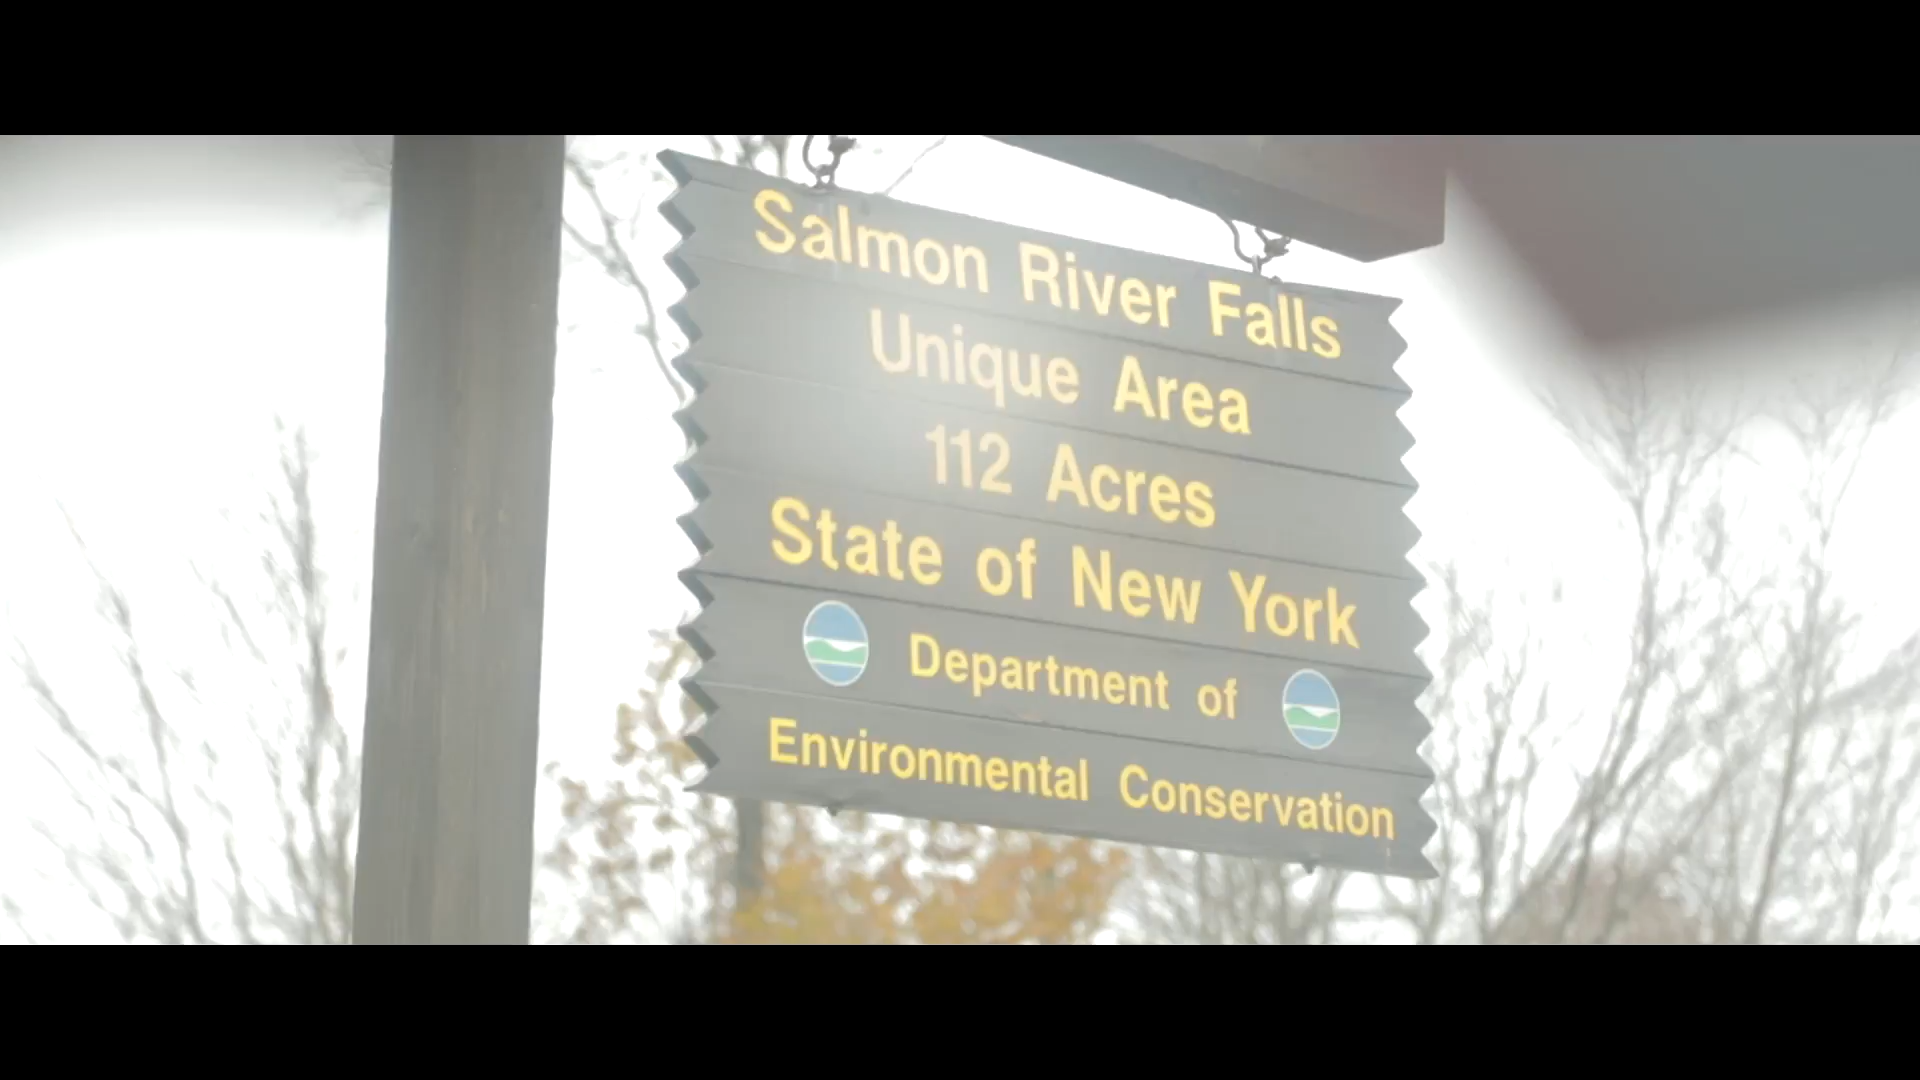 Salmon River Falls
Unique Area
112 Acres
State of New York
Department of
Environmental Conservation